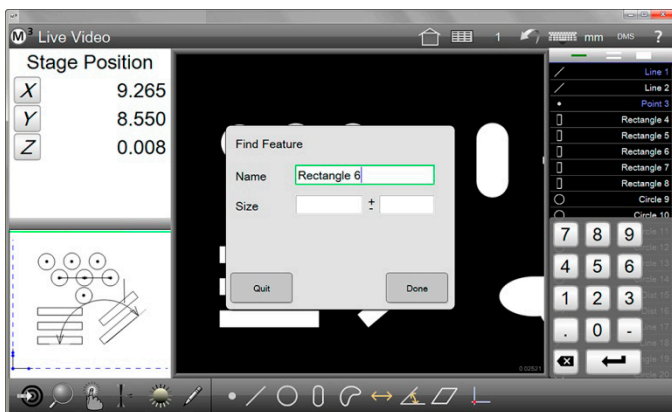 M3 Live Video
1 mm DMS ?
Stage Position
X 9.265
Y 8.550
Z 0.008
Find Feature
Name Rectangle 6
Size + -
Quit Done
0.02521
Line 1
Line 2
Point 3
Rectangle 4
Rectangle 5
Rectangle 6
Rectangle 7
Rectangle 8
Circle 9
Circle 10
7 8 9
4 5 6
1 2 3
. 0 -